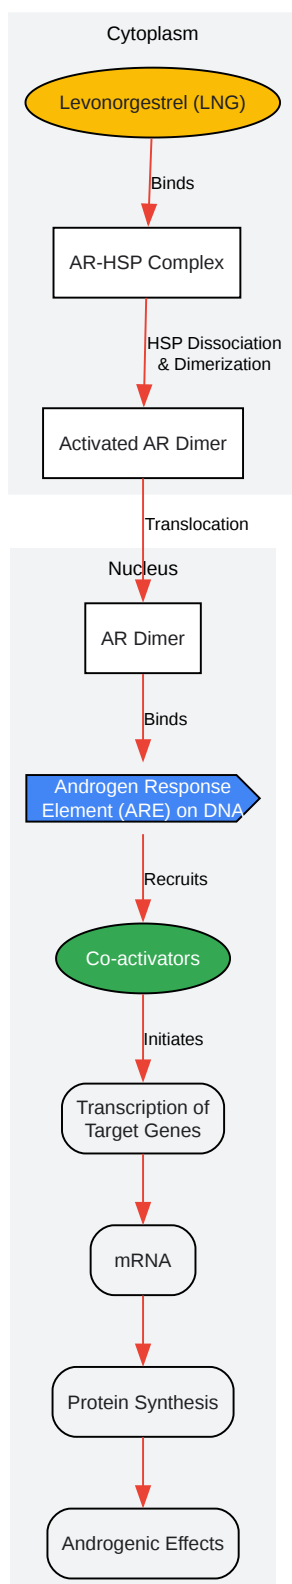 Cytoplasm
Levonorgestrel (LNG)
Binds
AR-HSP Complex
HSP Dissociation
& Dimerization
Activated AR Dimer
Translocation
Nucleus
AR Dimer
Binds
Androgen Response
Element (ARE) on DNA
Recruits
Co-activators
Initiates
Transcription of
Target Genes
mRNA
Protein Synthesis
Androgenic Effects